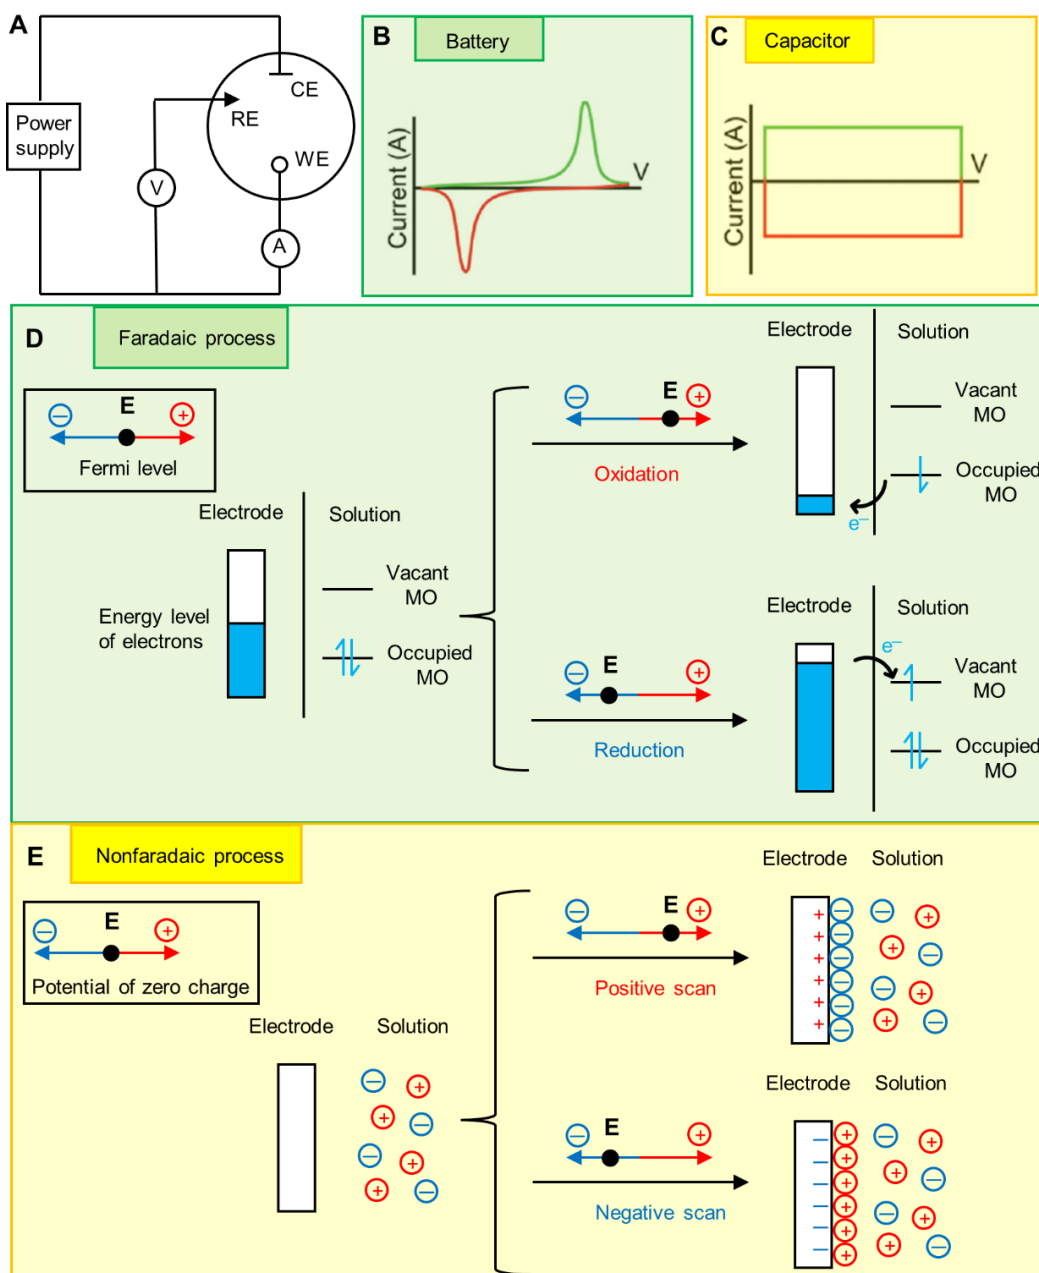 A
Power
supply
V
RE
CE
WE
A
B
Battery
Current (A)
V
C
Capacitor
Current (A)
V
D
Faradaic process
E
− +
Fermi level
Electrode
Solution
Energy level
of electrons
Vacant
MO
Occupied
MO
E
− +
Oxidation
Electrode
Solution
Vacant
MO
Occupied
MO
e−
E
− +
Reduction
Electrode
Solution
e−
Vacant
MO
Occupied
MO
E
Nonfaradaic process
E
− +
Potential of zero charge
Electrode
Solution
E
− +
Positive scan
Electrode
Solution
E
− +
Negative scan
Electrode
Solution